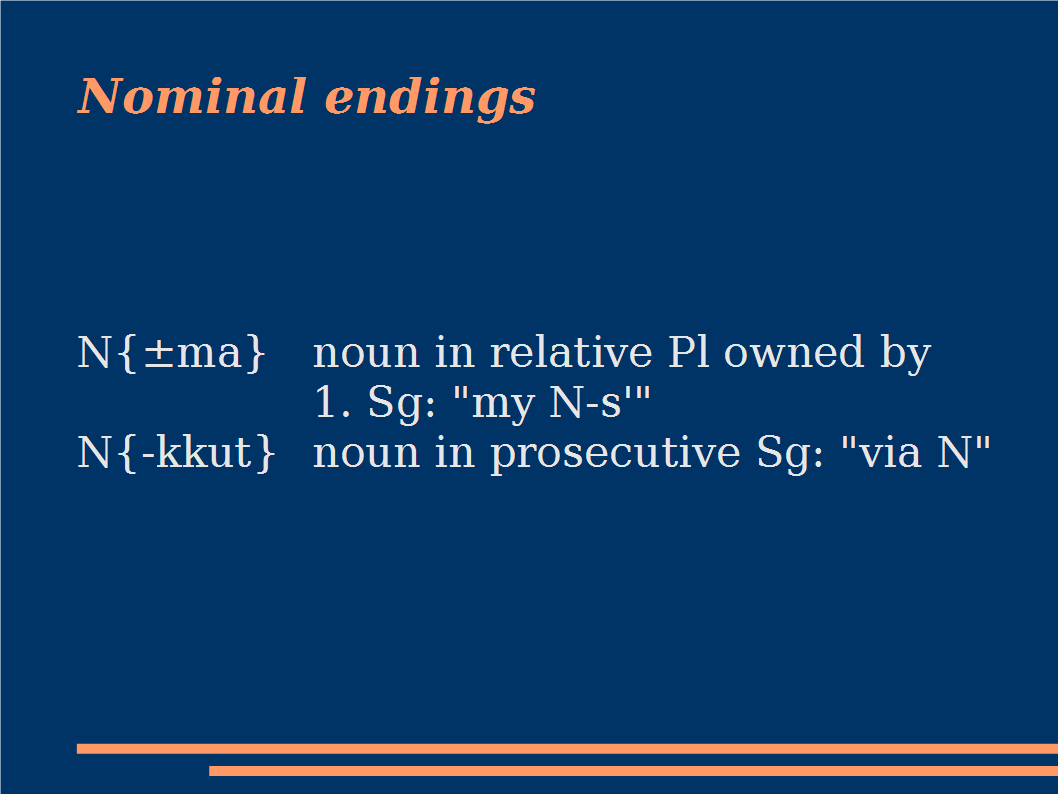 Nominal endings
N{±ma} noun in relative Pl owned by
1. Sg: "my N-s'"
N{-kkut} noun in prosecutive Sg: "via N"